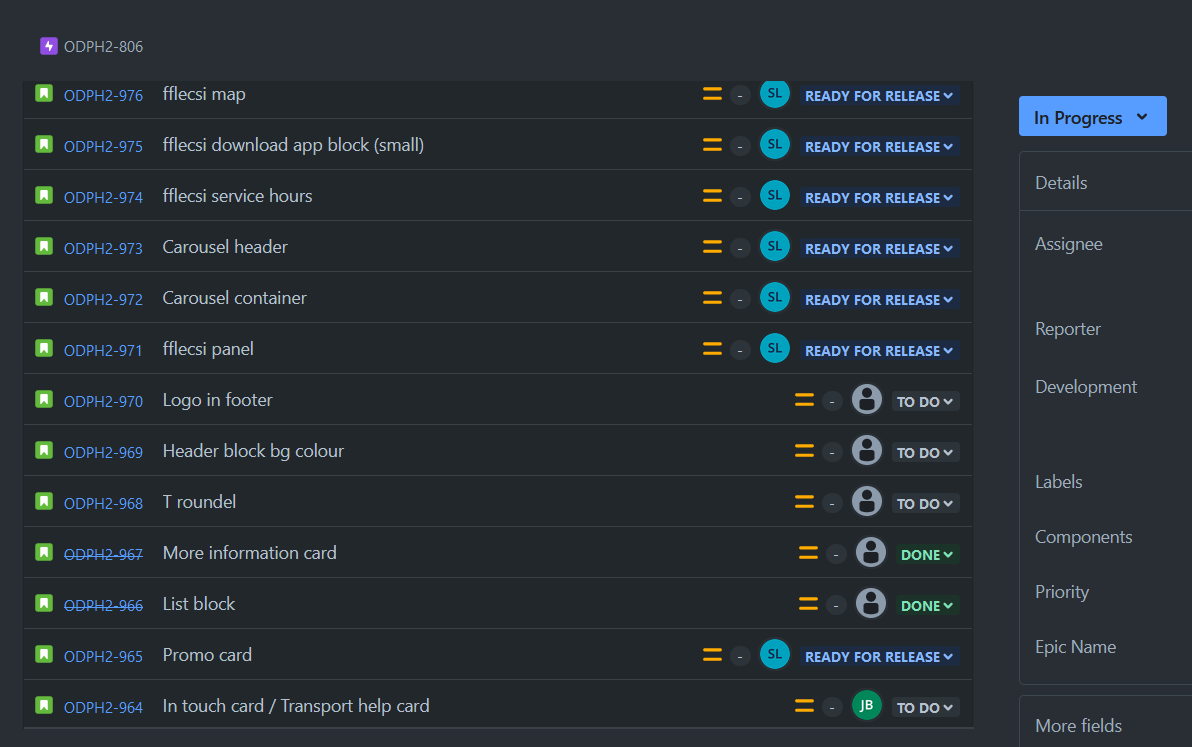 ODPH2-806
ODPH2-976 fflecsi map - SL READY FOR RELEASE
ODPH2-975 fflecsi download app block (small) - SL READY FOR RELEASE
ODPH2-974 fflecsi service hours - SL READY FOR RELEASE
ODPH2-973 Carousel header - SL READY FOR RELEASE
ODPH2-972 Carousel container - SL READY FOR RELEASE
ODPH2-971 fflecsi panel - SL READY FOR RELEASE
ODPH2-970 Logo in footer - TO DO
ODPH2-969 Header block bg colour - TO DO
ODPH2-968 T roundel - TO DO
ODPH2-967 More information card - DONE
ODPH2-966 List block - DONE
ODPH2-965 Promo card - SL READY FOR RELEASE
ODPH2-964 In touch card / Transport help card - JB TO DO
In Progress
Details
Assignee
Reporter
Development
Labels
Components
Priority
Epic Name
More fields